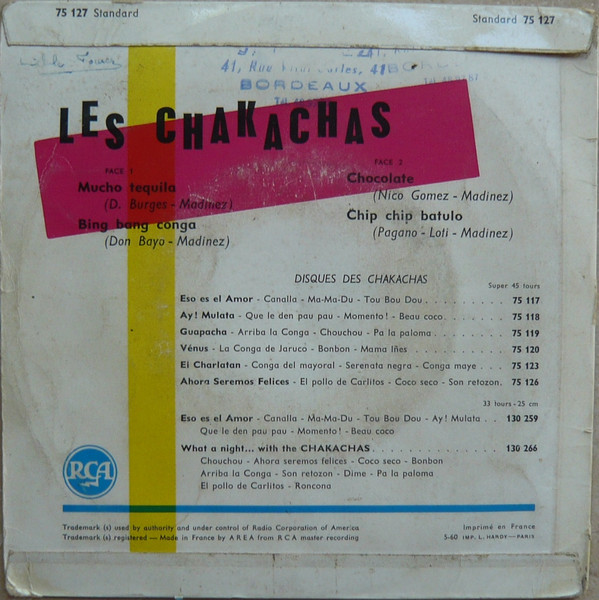 75 127 Standard
Standard 75 127
41, Rue
41, BORDEAUX
LES CHAKACHAS
FACE 1
Mucho tequila
(D. Burges - Madinez)
Bing bang conga
(Don Bayo - Madinez)
FACE 2
Chocolate
(Nico Gomez - Madinez)
Chip chip batulo
(Pagano - Loti - Madinez)
DISQUES DES CHAKACHAS
Super 45 tours
Eso es el Amor - Canalla - Ma-Ma-Du - Tou Bou Dou . . . . . . . . . 75 117
Ay! Mulata - Que le den pau pau - Momento! - Beau coco . . . . . . . 75 118
Guapacha - Arriba la Conga - Chouchou - Pa la paloma . . . . . . . . 75 119
Vénus - La Conga de Jaruco - Bonbon - Mama Iñes . . . . . . . . . 75 120
El Charlatan - Conga del mayoral - Serenata negra - Conga maye . . . 75 123
Ahora Seremos Felices - El pollo de Carlitos - Coco seco - Son retozon. 75 126
33 tours - 25 cm
Eso es el Amor - Canalla - Ma-Ma-Du - Tou Bou Dou - Ay! Mulata . . 130 259
Que le den pau pau - Momento! - Beau coco
What a night... with the CHAKACHAS . . . . . . . . . . . . . . 130 266
Chouchou - Ahora seremos felices - Coco seco - Bonbon
Arriba la Conga - Son retozon - Dime - Pa la paloma
El pollo de Carlitos - Roncona
RCA
Trademark (s) used by authority and under control of Radio Corporation of America
Trademark (s) registered — Made in France by AREA from RCA master recording
Imprimé en France
5-60 IMP. L. HARDY — PARIS